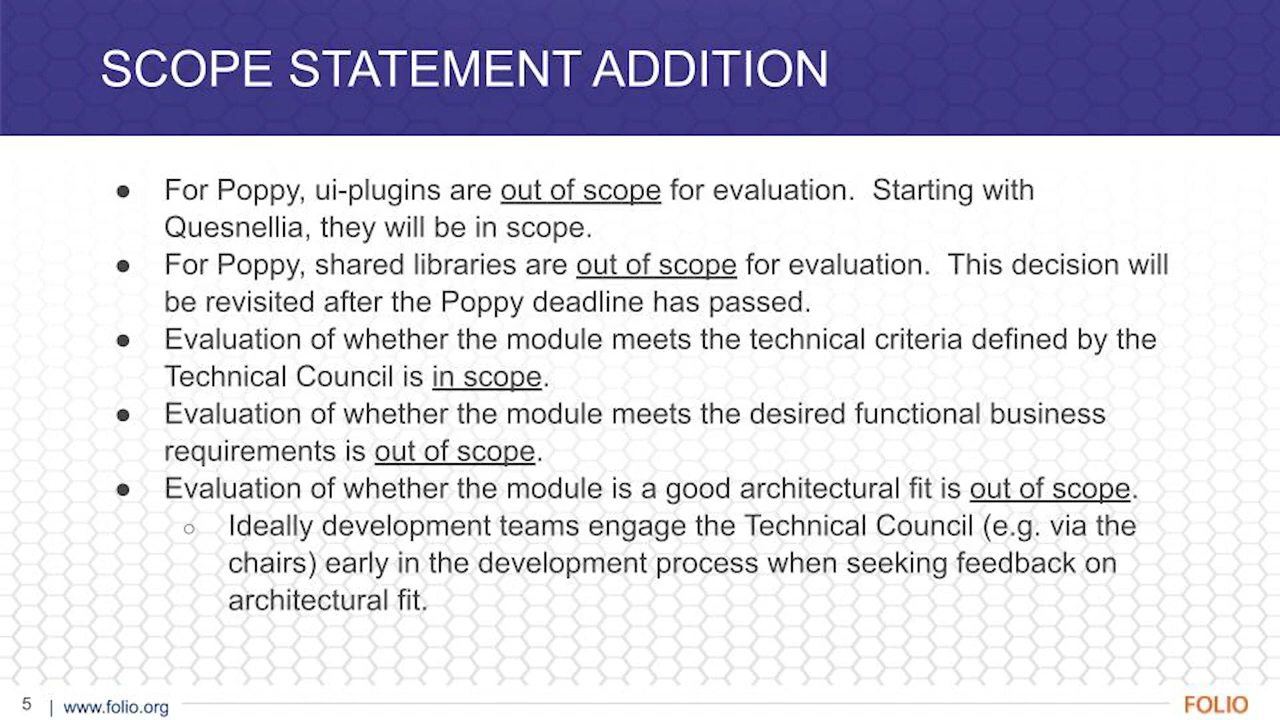 SCOPE STATEMENT ADDITION
● For Poppy, ui-plugins are out of scope for evaluation.  Starting with
Quesnellia, they will be in scope.
● For Poppy, shared libraries are out of scope for evaluation.  This decision will
be revisited after the Poppy deadline has passed.
● Evaluation of whether the module meets the technical criteria defined by the
Technical Council is in scope.
● Evaluation of whether the module meets the desired functional business
requirements is out of scope.
● Evaluation of whether the module is a good architectural fit is out of scope.
○ Ideally development teams engage the Technical Council (e.g. via the
chairs) early in the development process when seeking feedback on
architectural fit.
5 | www.folio.org
FOLIO